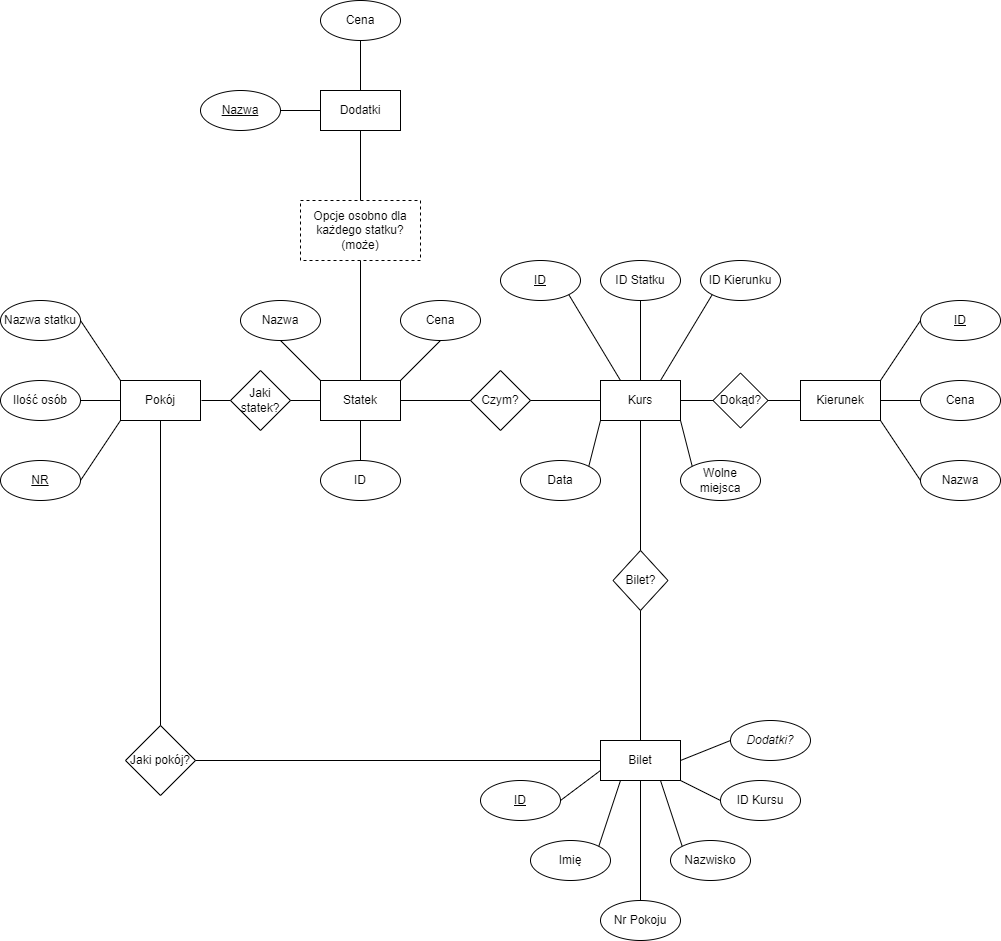 Cena
Nazwa
Dodatki
Opcje osobno dla
każdego statku?
(może)
ID
ID Statku
ID Kierunku
Nazwa statku
Nazwa
Cena
ID
Ilość osób
Pokój
Jaki
statek?
Statek
Czym?
Kurs
Dokąd?
Kierunek
Cena
NR
ID
Data
Wolne
miejsca
Nazwa
Bilet?
Dodatki?
Jaki pokój?
Bilet
ID
ID Kursu
Imię
Nazwisko
Nr Pokoju